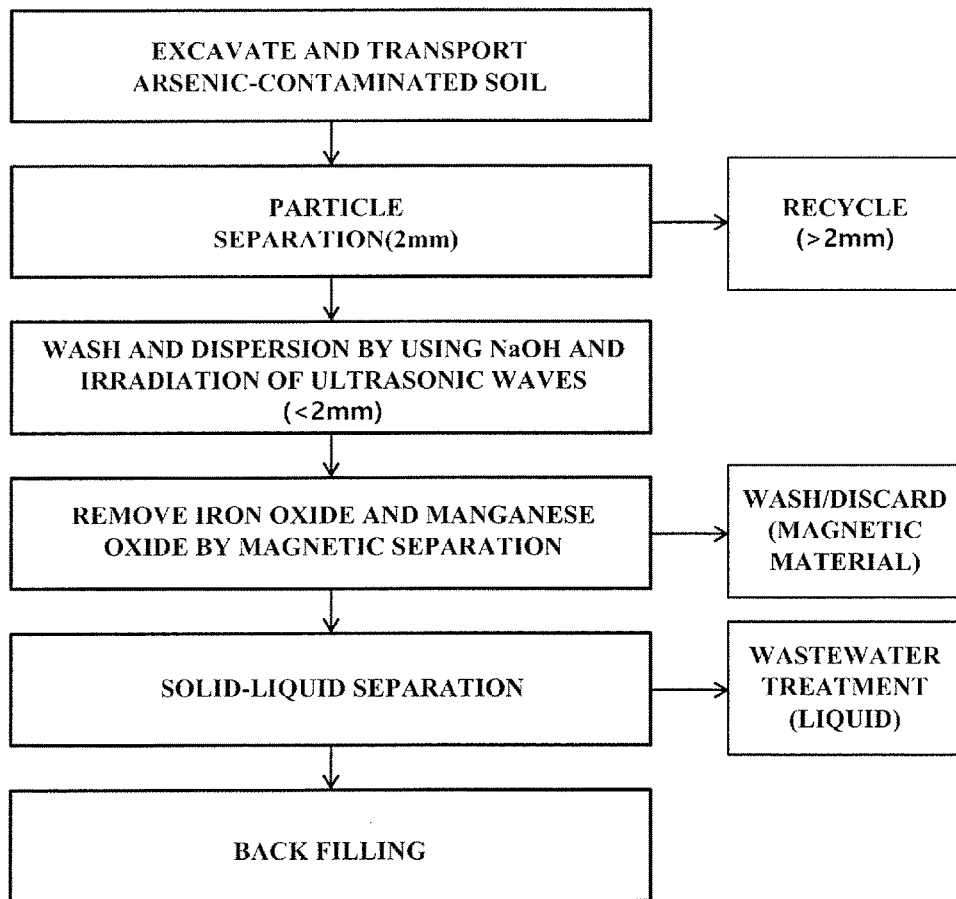 EXCAVATE AND TRANSPORT
ARSENIC-CONTAMINATED SOIL
PARTICLE
SEPARATION(2mm)
RECYCLE
(>2mm)
WASH AND DISPERSION BY USING NaOH AND
IRRADIATION OF ULTRASONIC WAVES
(<2mm)
REMOVE IRON OXIDE AND MANGANESE
OXIDE BY MAGNETIC SEPARATION
WASH/DISCARD
(MAGNETIC
MATERIAL)
SOLID-LIQUID SEPARATION
WASTEWATER
TREATMENT
(LIQUID)
BACK FILLING